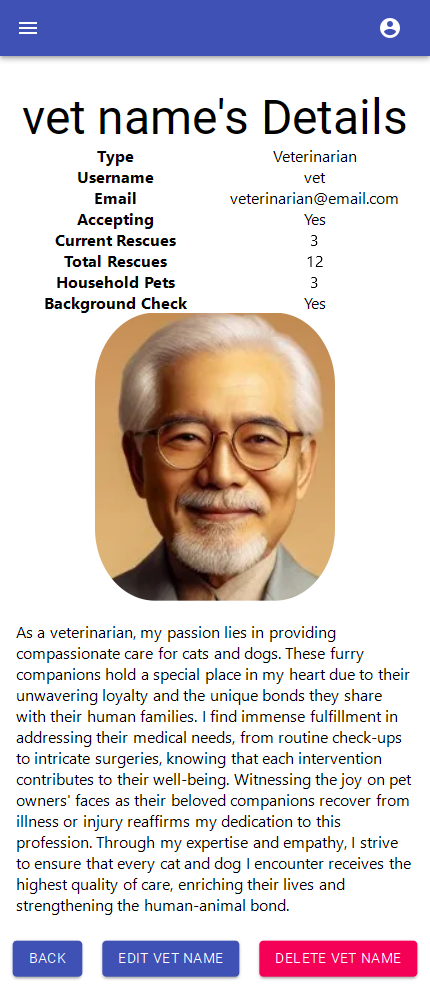 vet name's Details
Type Veterinarian
Username vet
Email veterinarian@email.com
Accepting Yes
Current Rescues 3
Total Rescues 12
Household Pets 3
Background Check Yes
As a veterinarian, my passion lies in providing
compassionate care for cats and dogs. These furry
companions hold a special place in my heart due to their
unwavering loyalty and the unique bonds they share
with their human families. I find immense fulfillment in
addressing their medical needs, from routine check-ups
to intricate surgeries, knowing that each intervention
contributes to their well-being. Witnessing the joy on pet
owners' faces as their beloved companions recover from
illness or injury reaffirms my dedication to this
profession. Through my expertise and empathy, I strive
to ensure that every cat and dog I encounter receives the
highest quality of care, enriching their lives and
strengthening the human-animal bond.
BACK EDIT VET NAME DELETE VET NAME